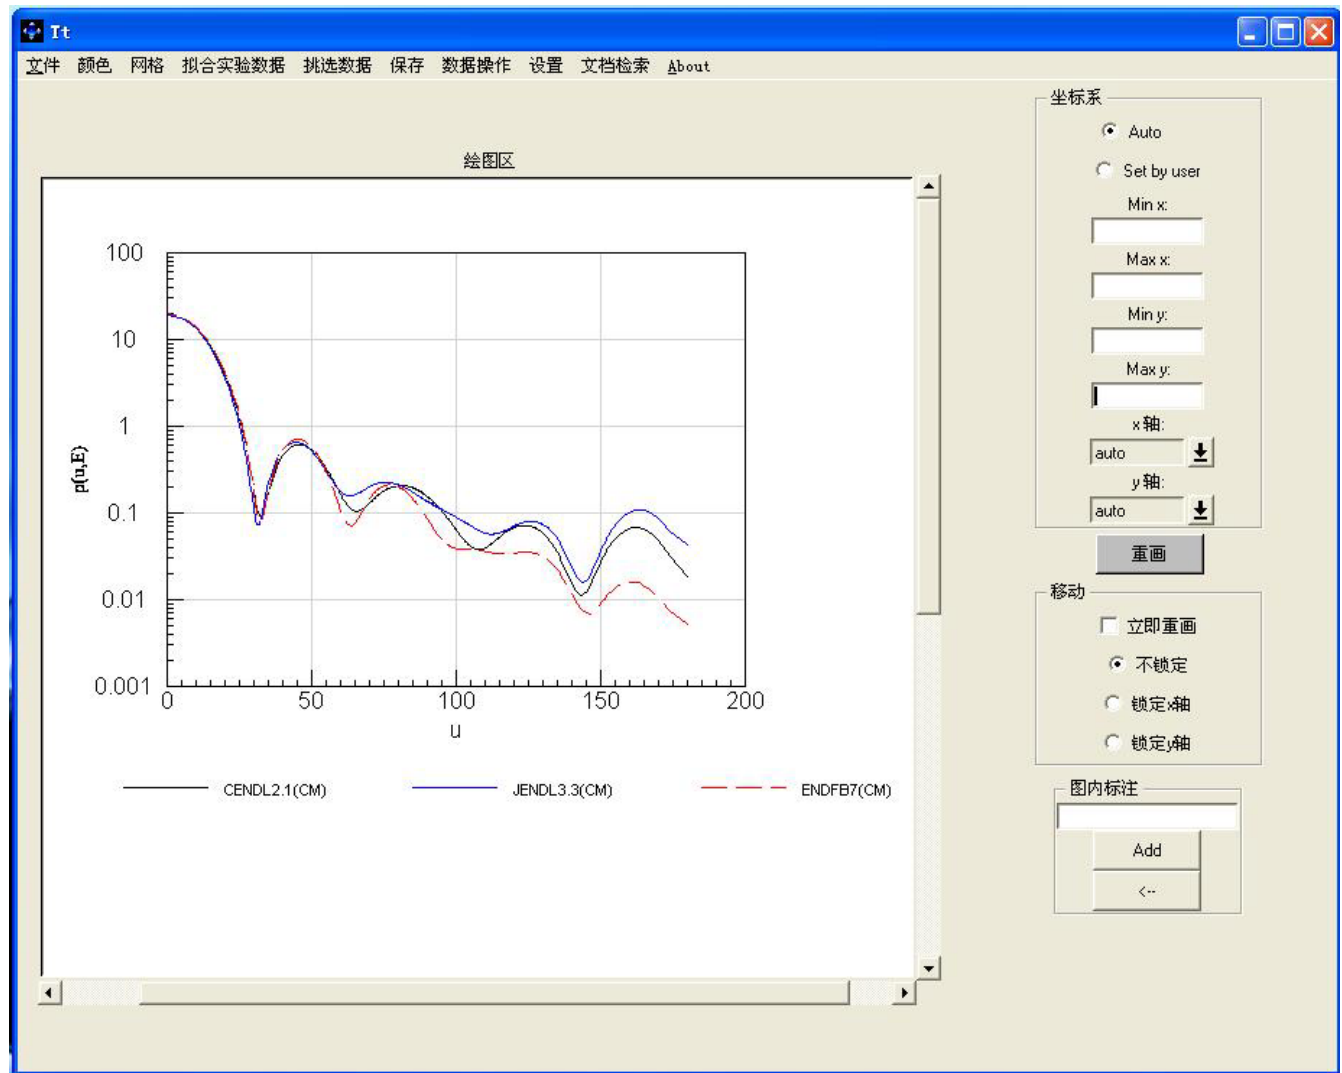 Tt
文件 颜色 网格 拟合实验数据 挑选数据 保存 数据操作 设置 文档检索 About
绘图区
100
10
1
0.1
0.01
0.001
p(u,E)
0 50 100 150 200
u
CENDL2.1(CM) JENDL3.3(CM) ENDFB7(CM)
坐标系
Auto
Set by user
Min x:
Max x:
Min y:
Max y:
x轴:
auto
y轴:
auto
重画
移动
立即重画
不锁定
锁定x轴
锁定y轴
图内标注
Add
<--